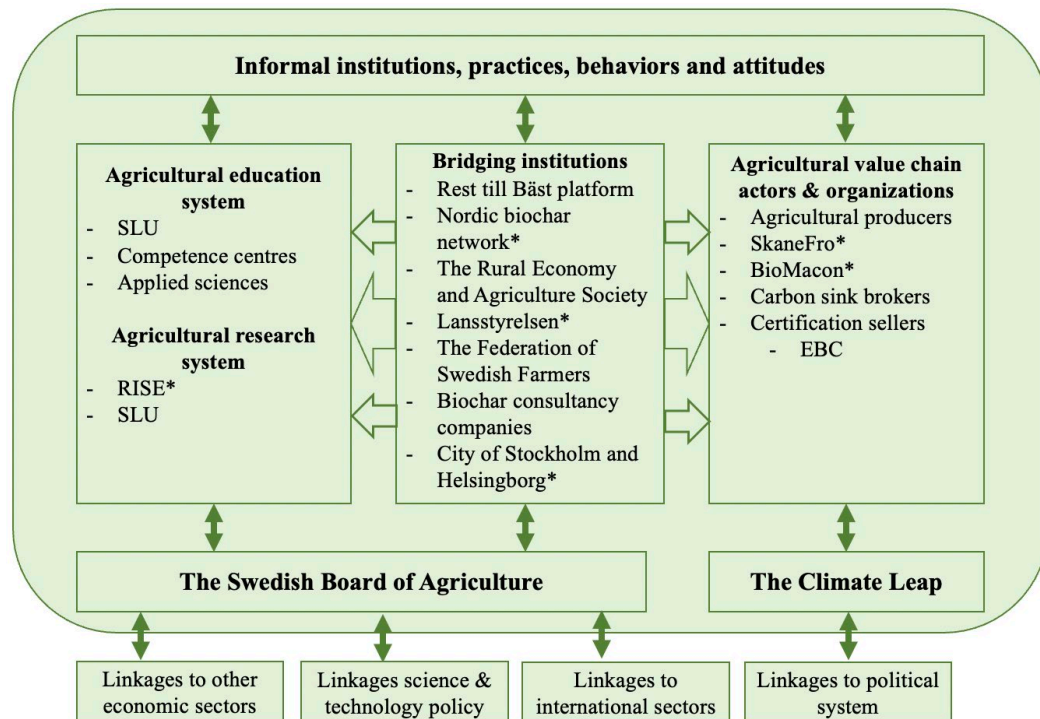 Informal institutions, practices, behaviors and attitudes
Agricultural education
system
- SLU
- Competence centres
- Applied sciences
Agricultural research
system
- RISE*
- SLU
Bridging institutions
- Rest till Bäst platform
- Nordic biochar
network*
- The Rural Economy
and Agriculture Society
- Lansstyrelsen*
- The Federation of
Swedish Farmers
- Biochar consultancy
companies
- City of Stockholm and
Helsingborg*
Agricultural value chain
actors & organizations
- Agricultural producers
- SkaneFro*
- BioMacon*
- Carbon sink brokers
- Certification sellers
- EBC
The Swedish Board of Agriculture
The Climate Leap
Linkages to other
economic sectors
Linkages science &
technology policy
Linkages to
international sectors
Linkages to political
system